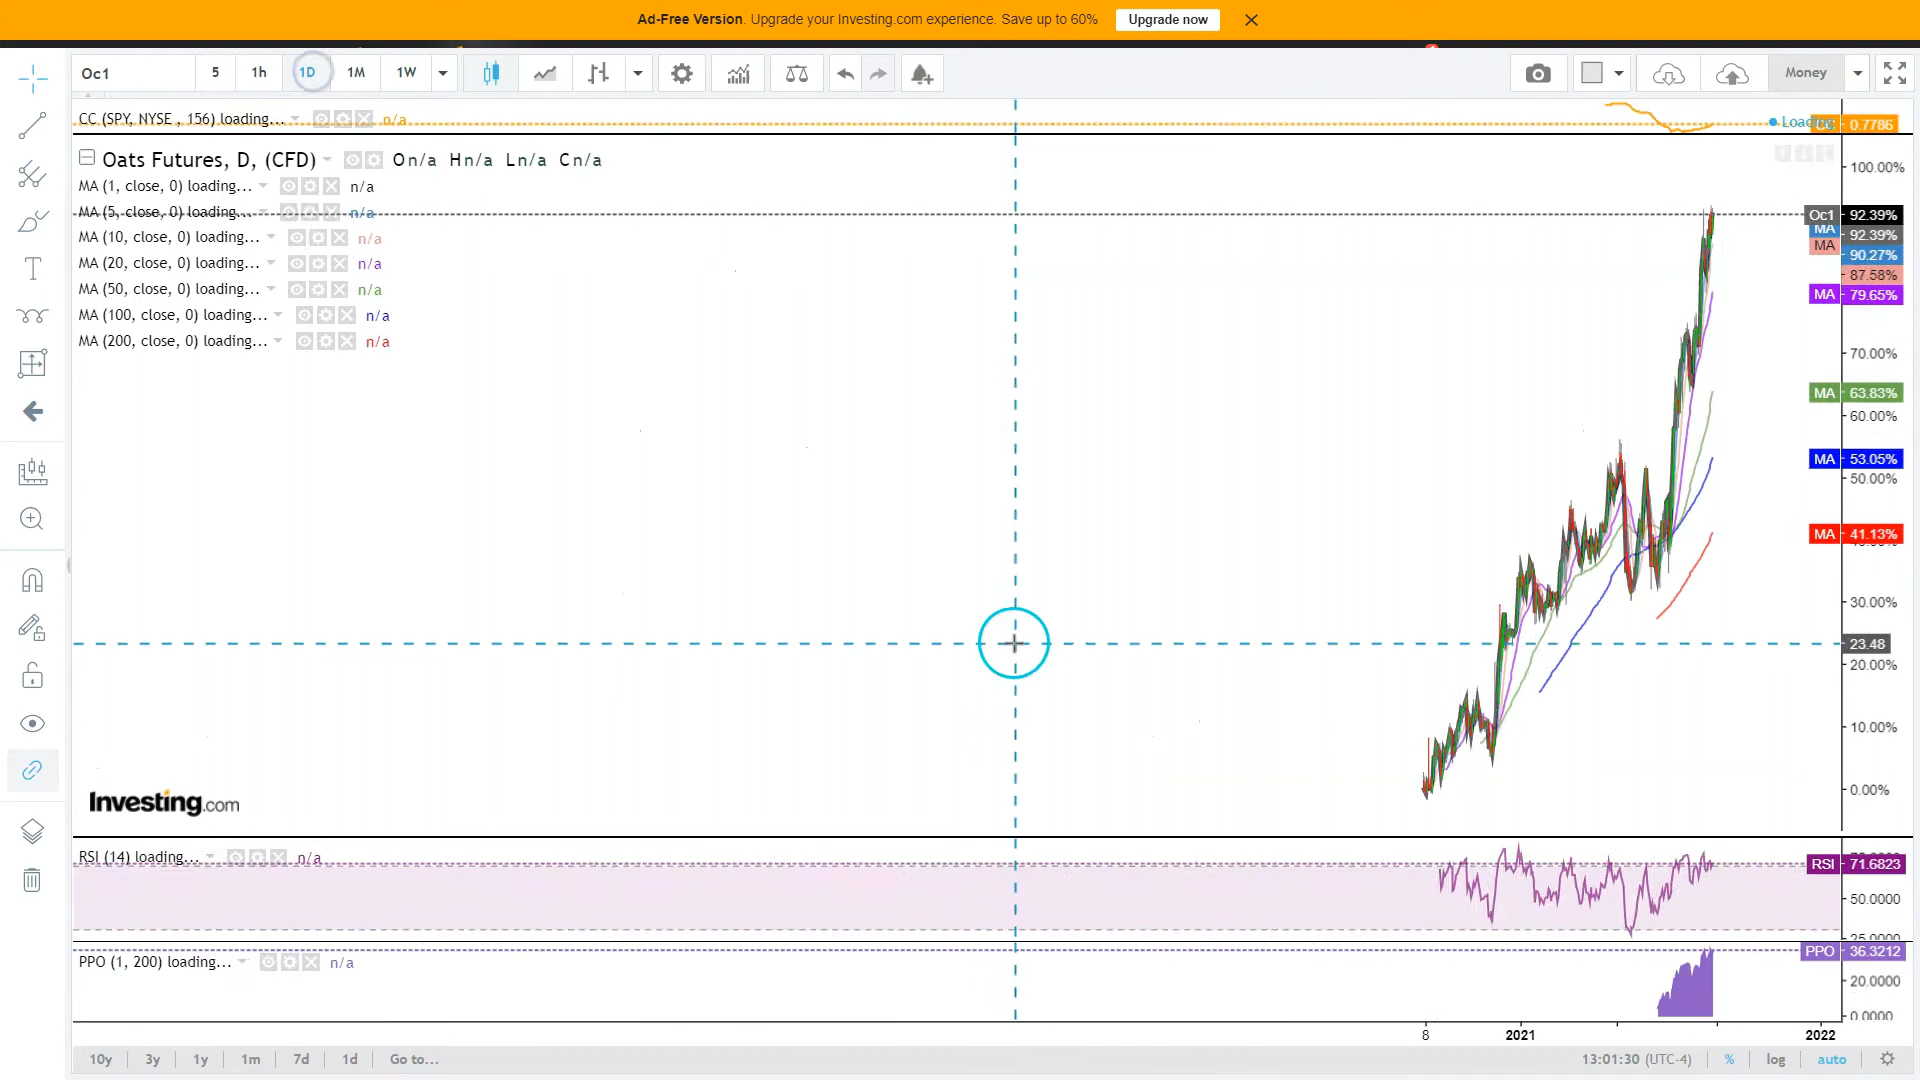 Ad-Free Version. Upgrade your Investing.com experience. Save up to 60% Upgrade now
Oc1 5 1h 1D 1M 1W Money
CC (SPY, NYSE , 156) loading... n/a
0.7786
Oats Futures, D, (CFD) On/a Hn/a Ln/a Cn/a
MA (1, close, 0) loading... n/a
MA (5, close, 0) loading... n/a
MA (10, close, 0) loading... n/a
MA (20, close, 0) loading... n/a
MA (50, close, 0) loading... n/a
MA (100, close, 0) loading... n/a
MA (200, close, 0) loading... n/a
100.00%
Oc1 92.39%
MA 92.39%
MA 90.27%
87.58%
MA 79.65%
70.00%
MA 63.83%
60.00%
50.00%
MA 53.05%
MA 41.13%
30.00%
23.48
20.00%
10.00%
0.00%
Investing.com
RSI (14) loading... n/a
RSI 71.6823
50.0000
25.0000
PPO (1, 200) loading... n/a
PPO 36.3212
20.0000
0.0000
8 2021 2022
10y 3y 1y 1m 7d 1d Go to... 13:01:30 (UTC-4) % log auto